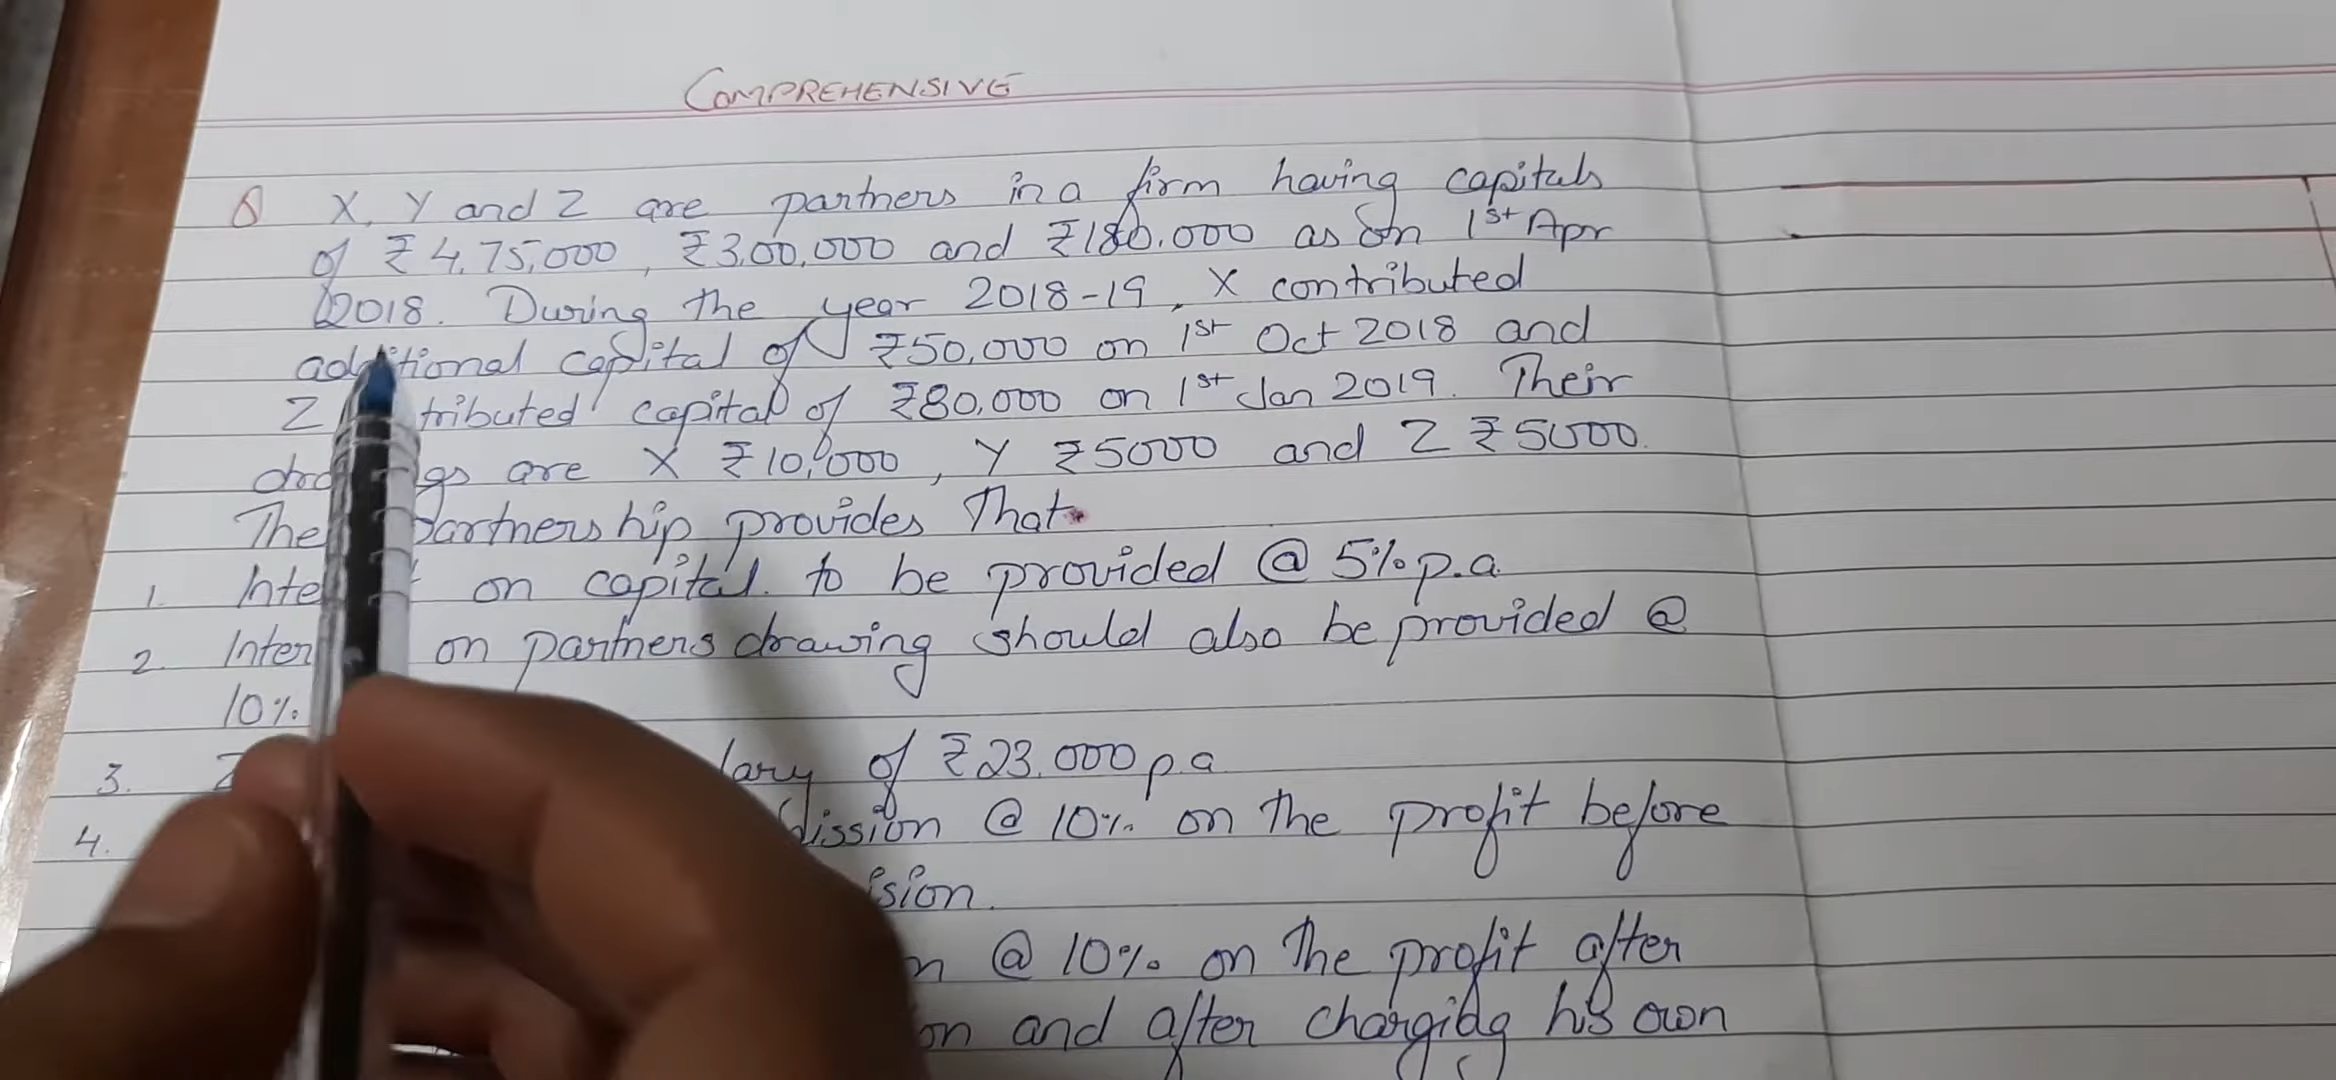 COMPREHENSIVE
Q X, Y and Z are partners in a firm having capitals
of ₹4,75,000, ₹3,00,000 and ₹180,000 as on 1st Apr
2018. During the year 2018-19, X contributed
additional capital of ₹50,000 on 1st Oct 2018 and
Z tributed capital of ₹80,000 on 1st Jan 2019. Their
gs are X ₹10,000, Y ₹5000 and Z ₹5000.
The partnership provides That
1. Inte on capital. to be provided @ 5% p.a.
2. Inter on partners drawing should also be provided @
10%
3. Z lary of ₹23,000 p.a
4. ission @ 10% on the profit before
ision.
n @ 10% on the profit after
on and after charging his own